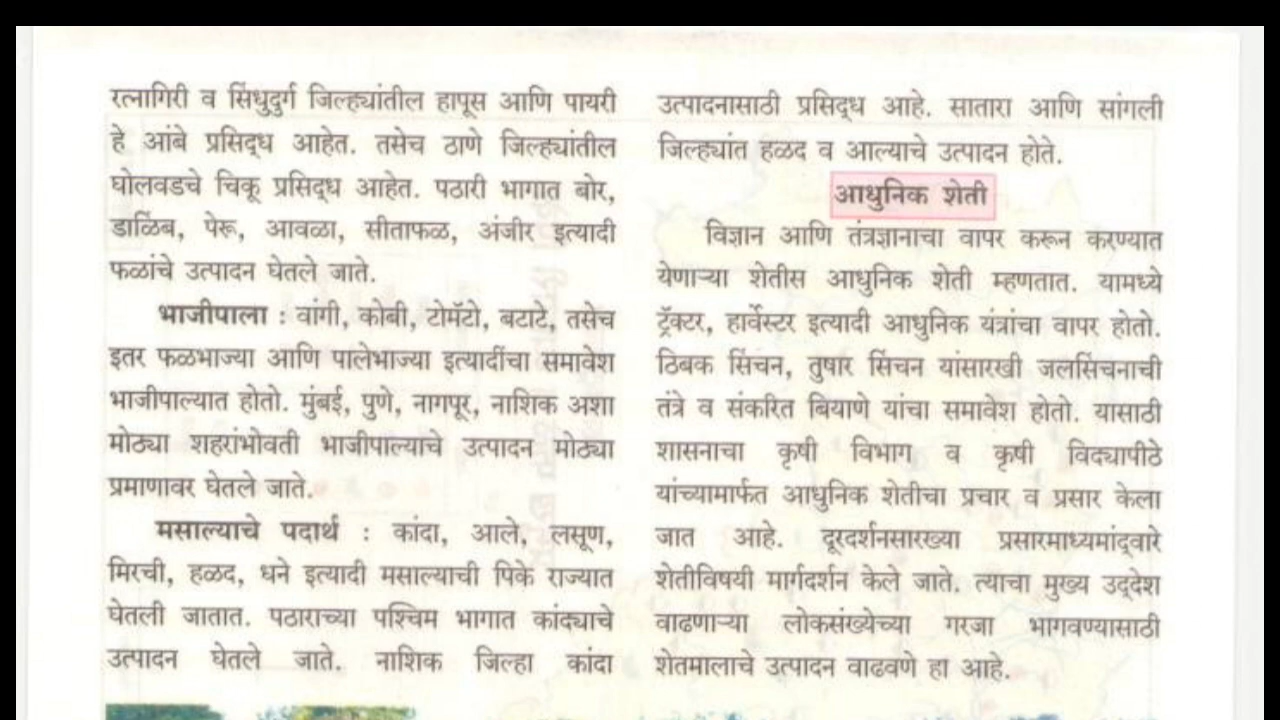 रत्नागिरी व सिंधुदुर्ग जिल्ह्यांतील हापूस आणि पायरी
हे आंबे प्रसिद्ध आहेत. तसेच ठाणे जिल्ह्यांतील
घोलवडचे चिकू प्रसिद्ध आहेत. पठारी भागात बोर,
डाळिंब, पेरू, आवळा, सीताफळ, अंजीर इत्यादी
फळांचे उत्पादन घेतले जाते.
भाजीपाला : वांगी, कोबी, टोमॅटो, बटाटे, तसेच
इतर फळभाज्या आणि पालेभाज्या इत्यादींचा समावेश
भाजीपाल्यात होतो. मुंबई, पुणे, नागपूर, नाशिक अशा
मोठ्या शहरांभोवती भाजीपाल्याचे उत्पादन मोठ्या
प्रमाणावर घेतले जाते.
मसाल्याचे पदार्थ : कांदा, आले, लसूण,
मिरची, हळद, धने इत्यादी मसाल्याची पिके राज्यात
घेतली जातात. पठाराच्या पश्चिम भागात कांद्याचे
उत्पादन घेतले जाते. नाशिक जिल्हा कांदा
उत्पादनासाठी प्रसिद्ध आहे. सातारा आणि सांगली
जिल्ह्यांत हळद व आल्याचे उत्पादन होते.
आधुनिक शेती
विज्ञान आणि तंत्रज्ञानाचा वापर करून करण्यात
येणाऱ्या शेतीस आधुनिक शेती म्हणतात. यामध्ये
ट्रॅक्टर, हार्वेस्टर इत्यादी आधुनिक यंत्रांचा वापर होतो.
ठिबक सिंचन, तुषार सिंचन यांसारखी जलसिंचनाची
तंत्रे व संकरित बियाणे यांचा समावेश होतो. यासाठी
शासनाचा कृषी विभाग व कृषी विद्यापीठे
यांच्यामार्फत आधुनिक शेतीचा प्रचार व प्रसार केला
जात आहे. दूरदर्शनसारख्या प्रसारमाध्यमांद्वारे
शेतीविषयी मार्गदर्शन केले जाते. त्याचा मुख्य उद्देश
वाढणाऱ्या लोकसंख्येच्या गरजा भागवण्यासाठी
शेतमालाचे उत्पादन वाढवणे हा आहे.